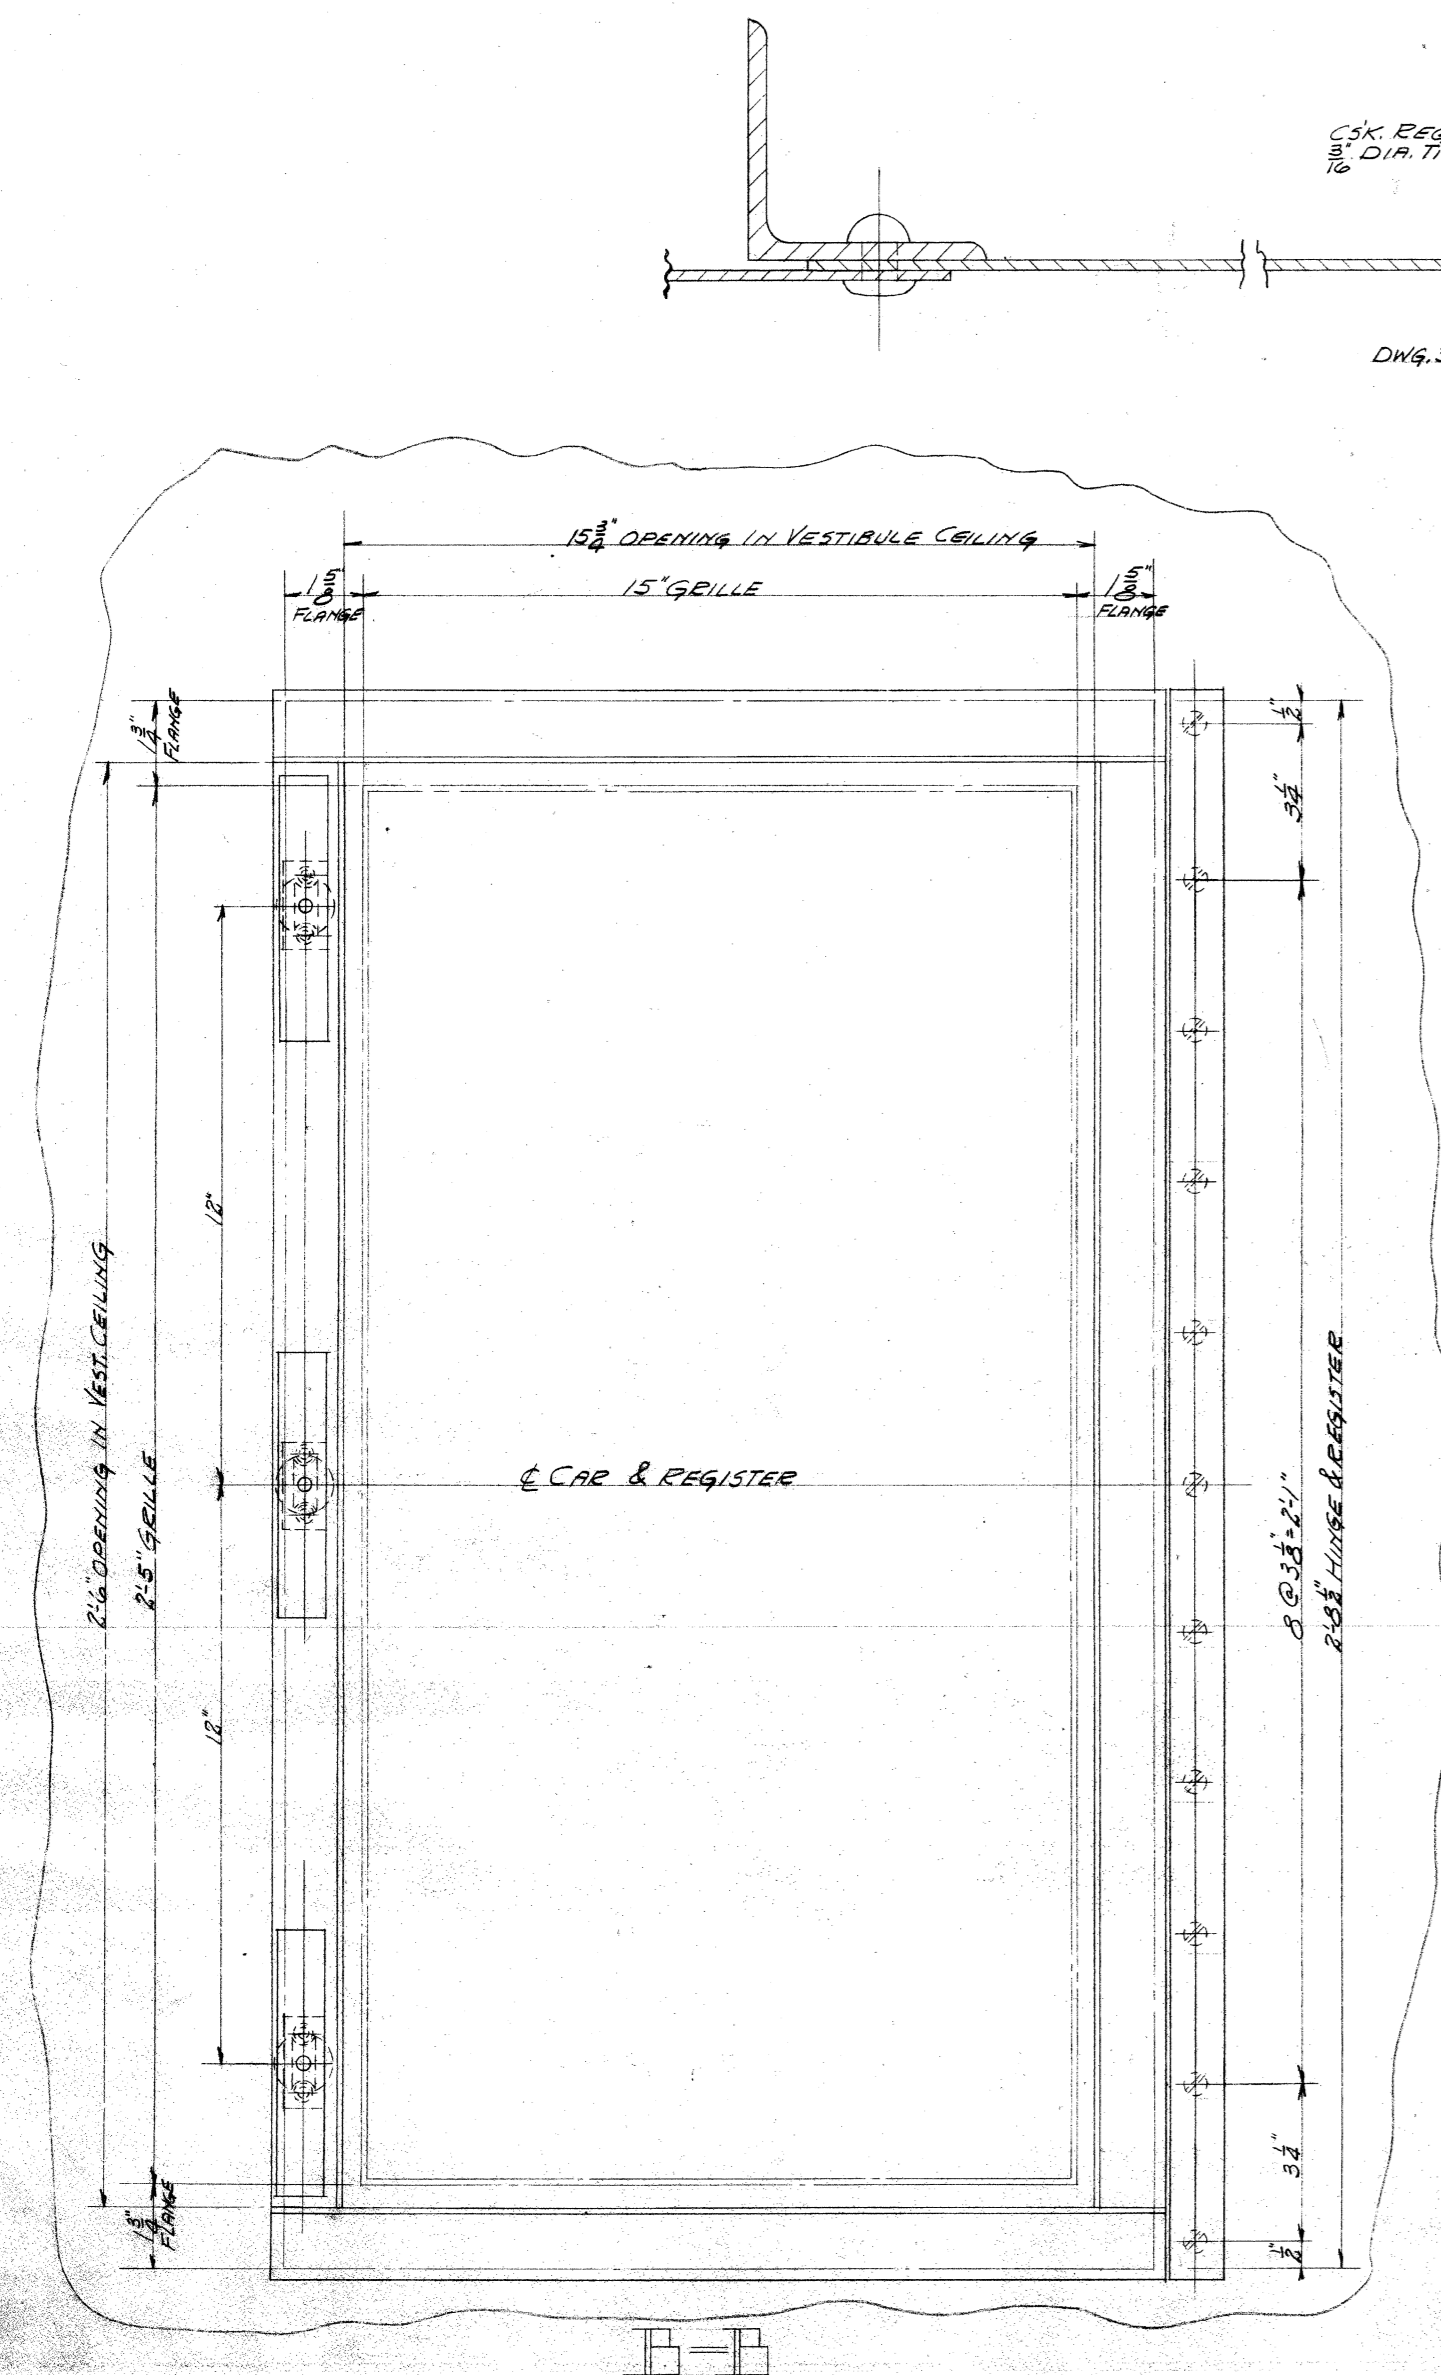 C'SK. REG
3/16" DIA. TI
DWG. 3
15 3/4" OPENING IN VESTIBULE CEILING
1 5/8"
FLANGE
15" GRILLE
1 5/8"
FLANGE
1 3/4"
FLANGE
1/2"
3 1/4"
12"
2'-6" OPENING IN VEST. CEILING
2'-5" GRILLE
℄ CAR & REGISTER
8 @ 3 1/8" = 2'-1"
2'-8 1/2" HINGE & REGISTER
12"
3 1/4"
1 3/4"
FLANGE
1/2"